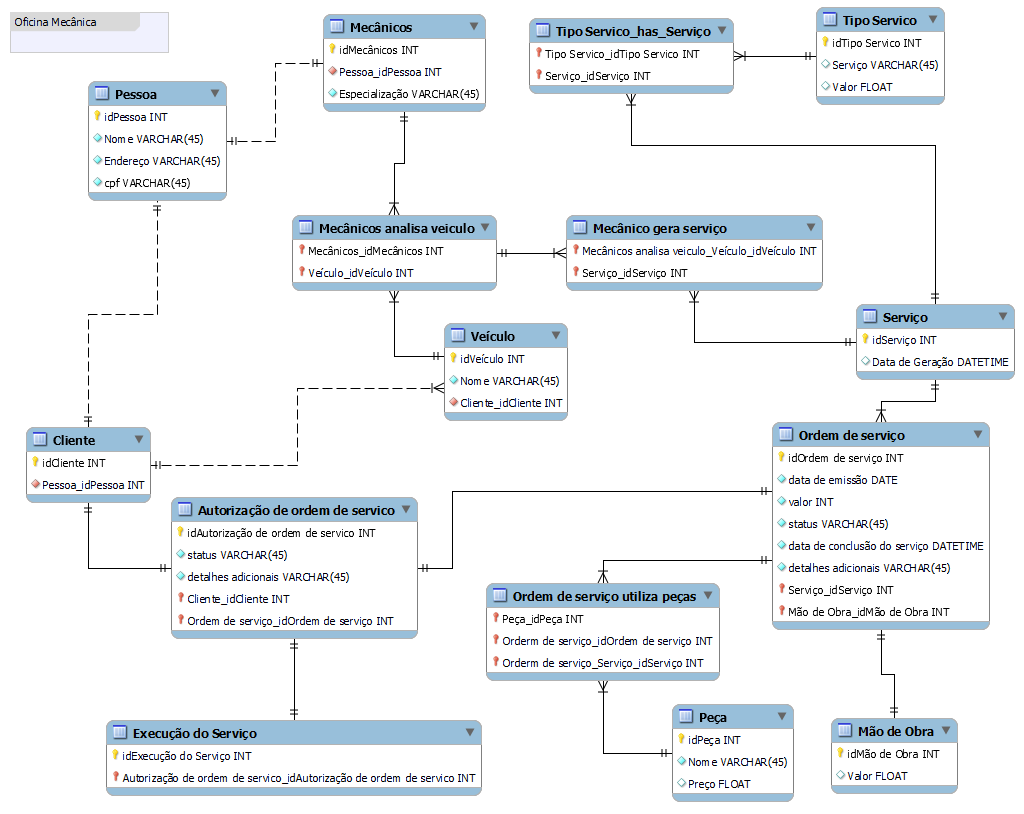 Oficina Mecânica
Mecânicos
idMecânicos INT
Pessoa_idPessoa INT
Especialização VARCHAR(45)
Tipo Servico_has_Serviço
Tipo Servico_idTipo Servico INT
Serviço_idServiço INT
Tipo Servico
idTipo Servico INT
Serviço VARCHAR(45)
Valor FLOAT
Pessoa
idPessoa INT
Nome VARCHAR(45)
Endereço VARCHAR(45)
cpf VARCHAR(45)
Mecânicos analisa veiculo
Mecânicos_idMecânicos INT
Veículo_idVeículo INT
Mecânico gera serviço
Mecânicos analisa veiculo_Veículo_idVeículo INT
Serviço_idServiço INT
Serviço
idServiço INT
Data de Geração DATETIME
Veículo
idVeículo INT
Nome VARCHAR(45)
Cliente_idCliente INT
Cliente
idCliente INT
Pessoa_idPessoa INT
Ordem de serviço
idOrdem de serviço INT
data de emissão DATE
valor INT
status VARCHAR(45)
data de conclusão do serviço DATETIME
detalhes adicionais VARCHAR(45)
Serviço_idServiço INT
Mão de Obra_idMão de Obra INT
Autorização de ordem de servico
idAutorização de ordem de servico INT
status VARCHAR(45)
detalhes adicionais VARCHAR(45)
Cliente_idCliente INT
Ordem de serviço_idOrdem de serviço INT
Ordem de serviço utiliza peças
Peça_idPeça INT
Orderm de serviço_idOrdem de serviço INT
Orderm de serviço_Serviço_idServiço INT
Execução do Serviço
idExecução do Serviço INT
Autorização de ordem de servico_idAutorização de ordem de servico INT
Peça
idPeça INT
Nome VARCHAR(45)
Preço FLOAT
Mão de Obra
idMão de Obra INT
Valor FLOAT